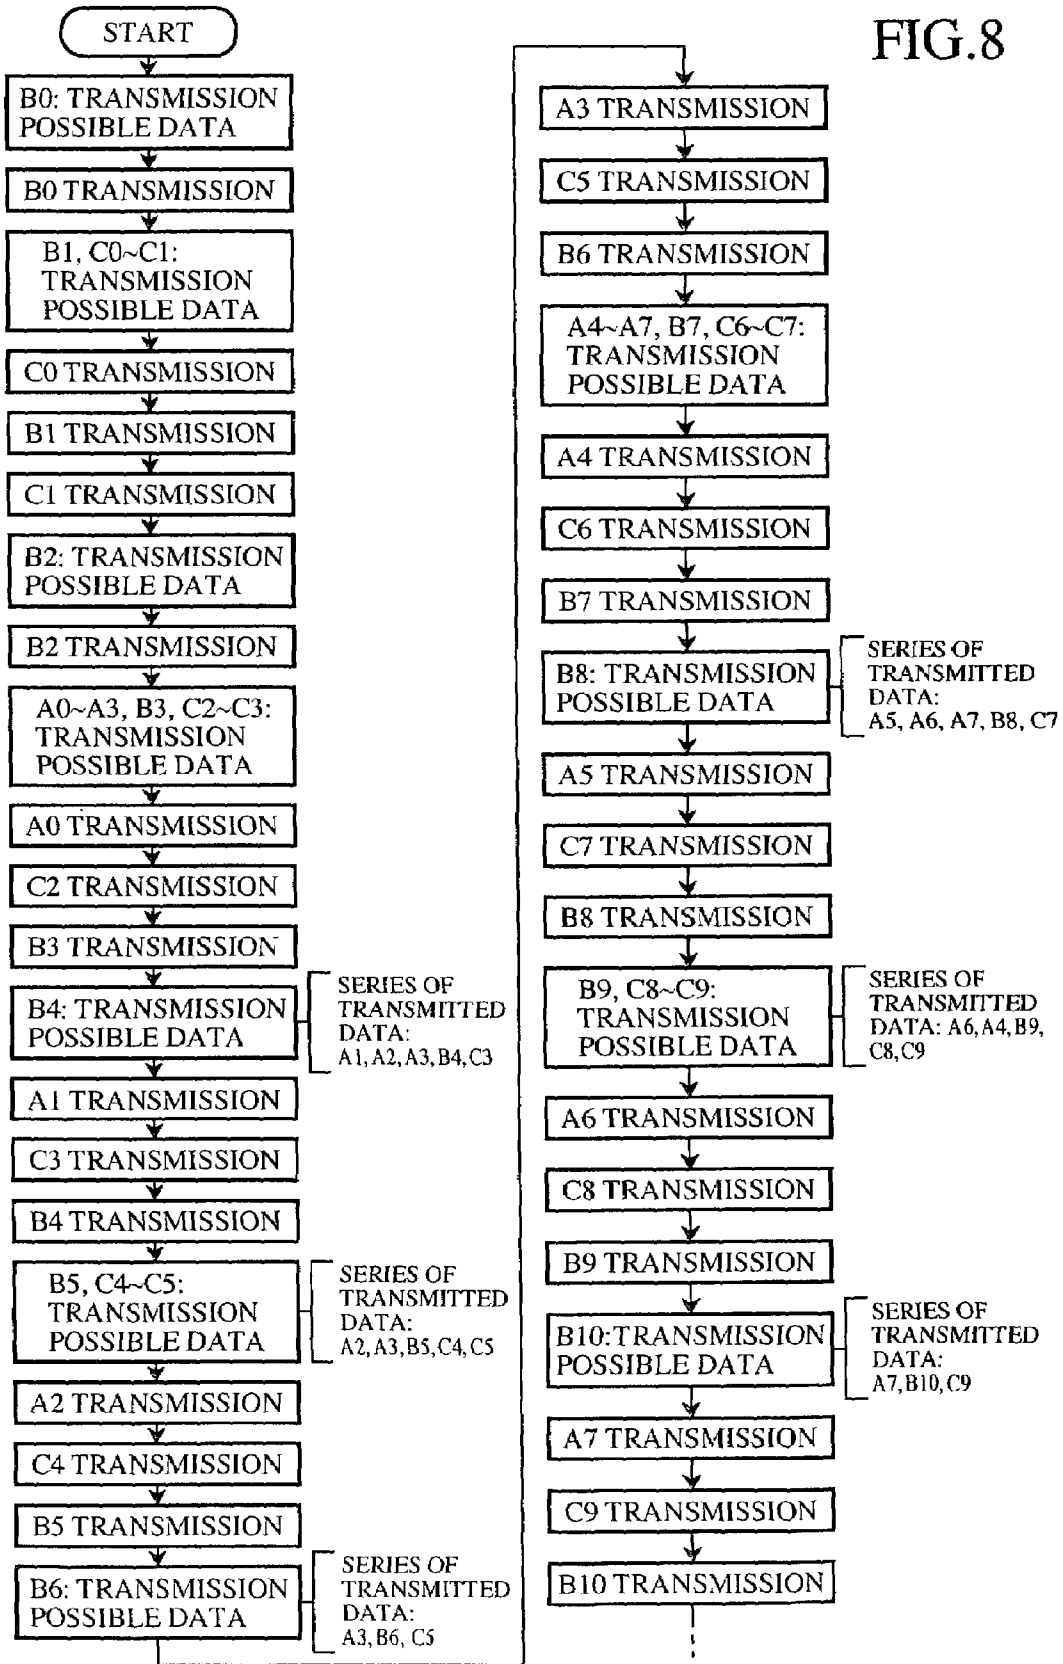 FIG.8
START
B0: TRANSMISSION
POSSIBLE DATA
B0 TRANSMISSION
B1, C0~C1:
TRANSMISSION
POSSIBLE DATA
C0 TRANSMISSION
B1 TRANSMISSION
C1 TRANSMISSION
B2: TRANSMISSION
POSSIBLE DATA
B2 TRANSMISSION
A0~A3, B3, C2~C3:
TRANSMISSION
POSSIBLE DATA
A0 TRANSMISSION
C2 TRANSMISSION
B3 TRANSMISSION
B4: TRANSMISSION
POSSIBLE DATA
SERIES OF
TRANSMITTED
DATA:
A1, A2, A3, B4, C3
A1 TRANSMISSION
C3 TRANSMISSION
B4 TRANSMISSION
B5, C4~C5:
TRANSMISSION
POSSIBLE DATA
SERIES OF
TRANSMITTED
DATA:
A2, A3, B5, C4, C5
A2 TRANSMISSION
C4 TRANSMISSION
B5 TRANSMISSION
B6: TRANSMISSION
POSSIBLE DATA
SERIES OF
TRANSMITTED
DATA:
A3, B6, C5
A3 TRANSMISSION
C5 TRANSMISSION
B6 TRANSMISSION
A4~A7, B7, C6~C7:
TRANSMISSION
POSSIBLE DATA
A4 TRANSMISSION
C6 TRANSMISSION
B7 TRANSMISSION
B8: TRANSMISSION
POSSIBLE DATA
SERIES OF
TRANSMITTED
DATA:
A5, A6, A7, B8, C7
A5 TRANSMISSION
C7 TRANSMISSION
B8 TRANSMISSION
B9, C8~C9:
TRANSMISSION
POSSIBLE DATA
SERIES OF
TRANSMITTED
DATA: A6, A4, B9,
C8, C9
A6 TRANSMISSION
C8 TRANSMISSION
B9 TRANSMISSION
B10:TRANSMISSION
POSSIBLE DATA
SERIES OF
TRANSMITTED
DATA:
A7, B10, C9
A7 TRANSMISSION
C9 TRANSMISSION
B10 TRANSMISSION